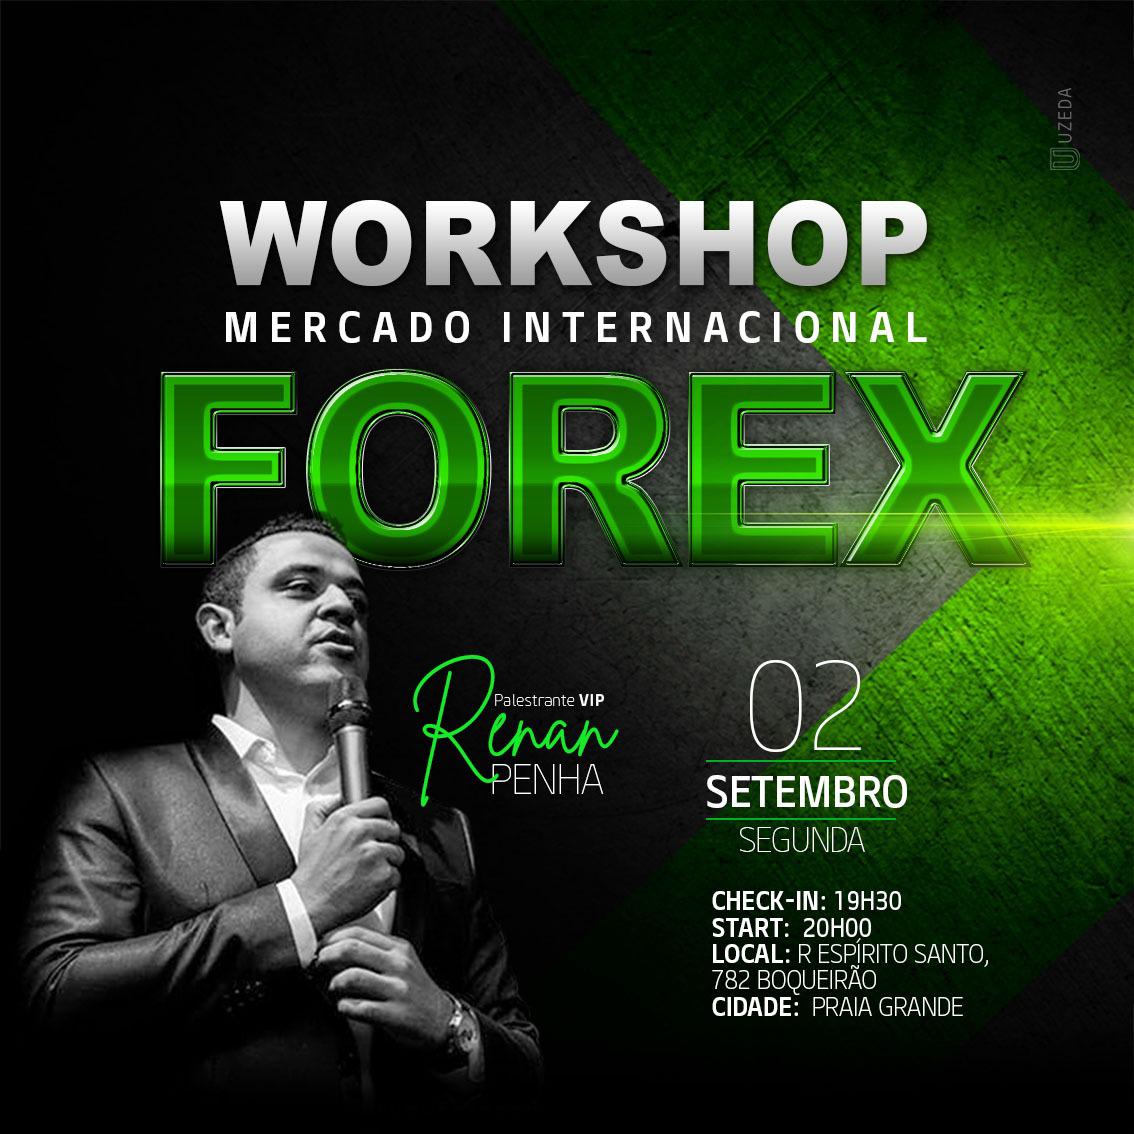 UZEDA
WORKSHOP
MERCADO INTERNACIONAL
FOREX
Palestrante VIP
Renan
PENHA
02
SETEMBRO
SEGUNDA
CHECK-IN: 19H30
START: 20H00
LOCAL: R ESPÍRITO SANTO,
782 BOQUEIRÃO
CIDADE: PRAIA GRANDE